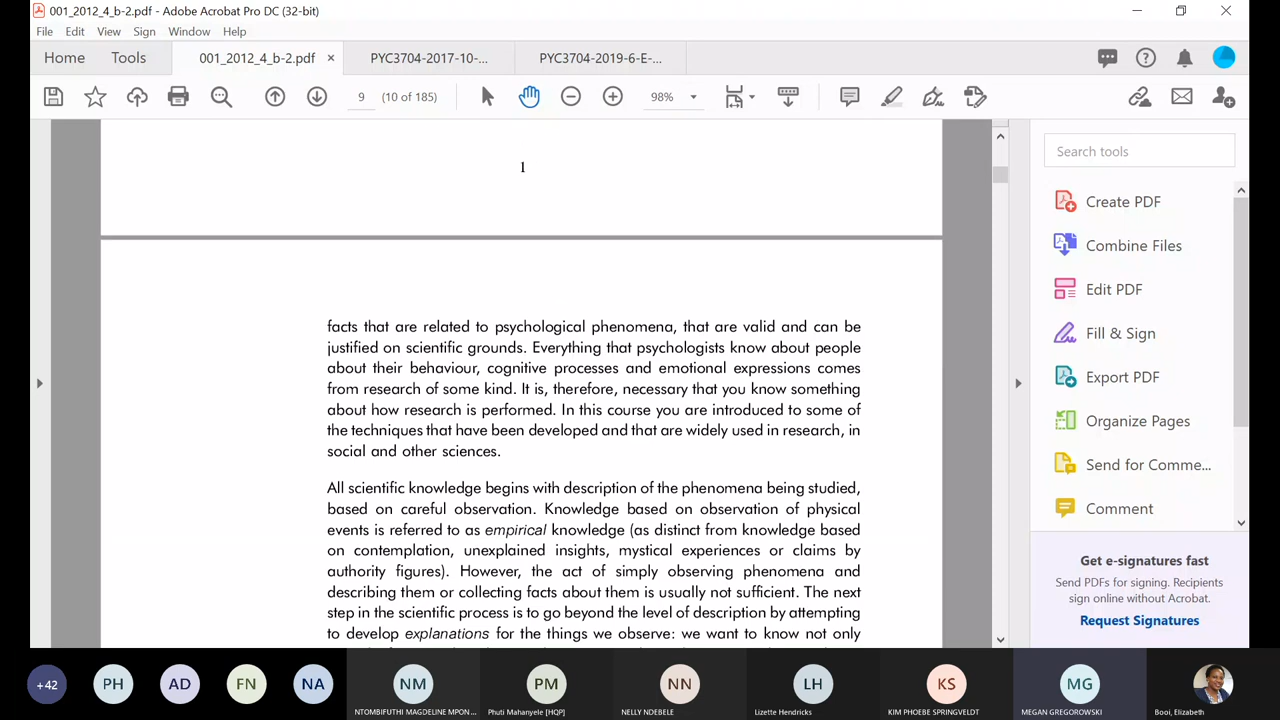 001_2012_4_b-2.pdf - Adobe Acrobat Pro DC (32-bit)
File Edit View Sign Window Help
Home Tools 001_2012_4_b-2.pdf × PYC3704-2017-10-... PYC3704-2019-6-E-...
9 (10 of 185) 98%
1
facts that are related to psychological phenomena, that are valid and can be
justified on scientific grounds. Everything that psychologists know about people
about their behaviour, cognitive processes and emotional expressions comes
from research of some kind. It is, therefore, necessary that you know something
about how research is performed. In this course you are introduced to some of
the techniques that have been developed and that are widely used in research, in
social and other sciences.
All scientific knowledge begins with description of the phenomena being studied,
based on careful observation. Knowledge based on observation of physical
events is referred to as empirical knowledge (as distinct from knowledge based
on contemplation, unexplained insights, mystical experiences or claims by
authority figures). However, the act of simply observing phenomena and
describing them or collecting facts about them is usually not sufficient. The next
step in the scientific process is to go beyond the level of description by attempting
to develop explanations for the things we observe: we want to know not only
Search tools
Create PDF
Combine Files
Edit PDF
Fill & Sign
Export PDF
Organize Pages
Send for Comme...
Comment
Get e-signatures fast
Send PDFs for signing. Recipients
sign online without Acrobat.
Request Signatures
+42 PH AD FN NA NM PM NN LH KS MG
NTOMBIFUTHI MAGDELINE MPON ... Phuti Mahanyele [HQP] NELLY NDEBELE Lizette Hendricks KIM PHOEBE SPRINGVELDT MEGAN GREGOROWSKI Booi, Elizabeth